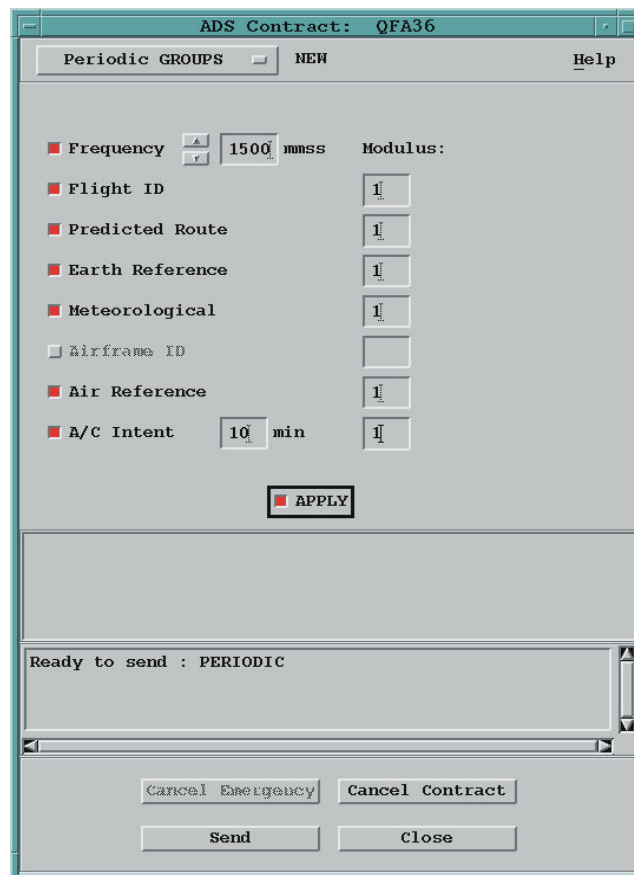 ADS Contract: QFA36
Periodic GROUPS NEW Help
Frequency 1500 mmss Modulus:
Flight ID 1
Predicted Route 1
Earth Reference 1
Meteorological 1
Airframe ID
Air Reference 1
A/C Intent 10 min 1
APPLY
Ready to send : PERIODIC
Cancel Emergency Cancel Contract
Send Close